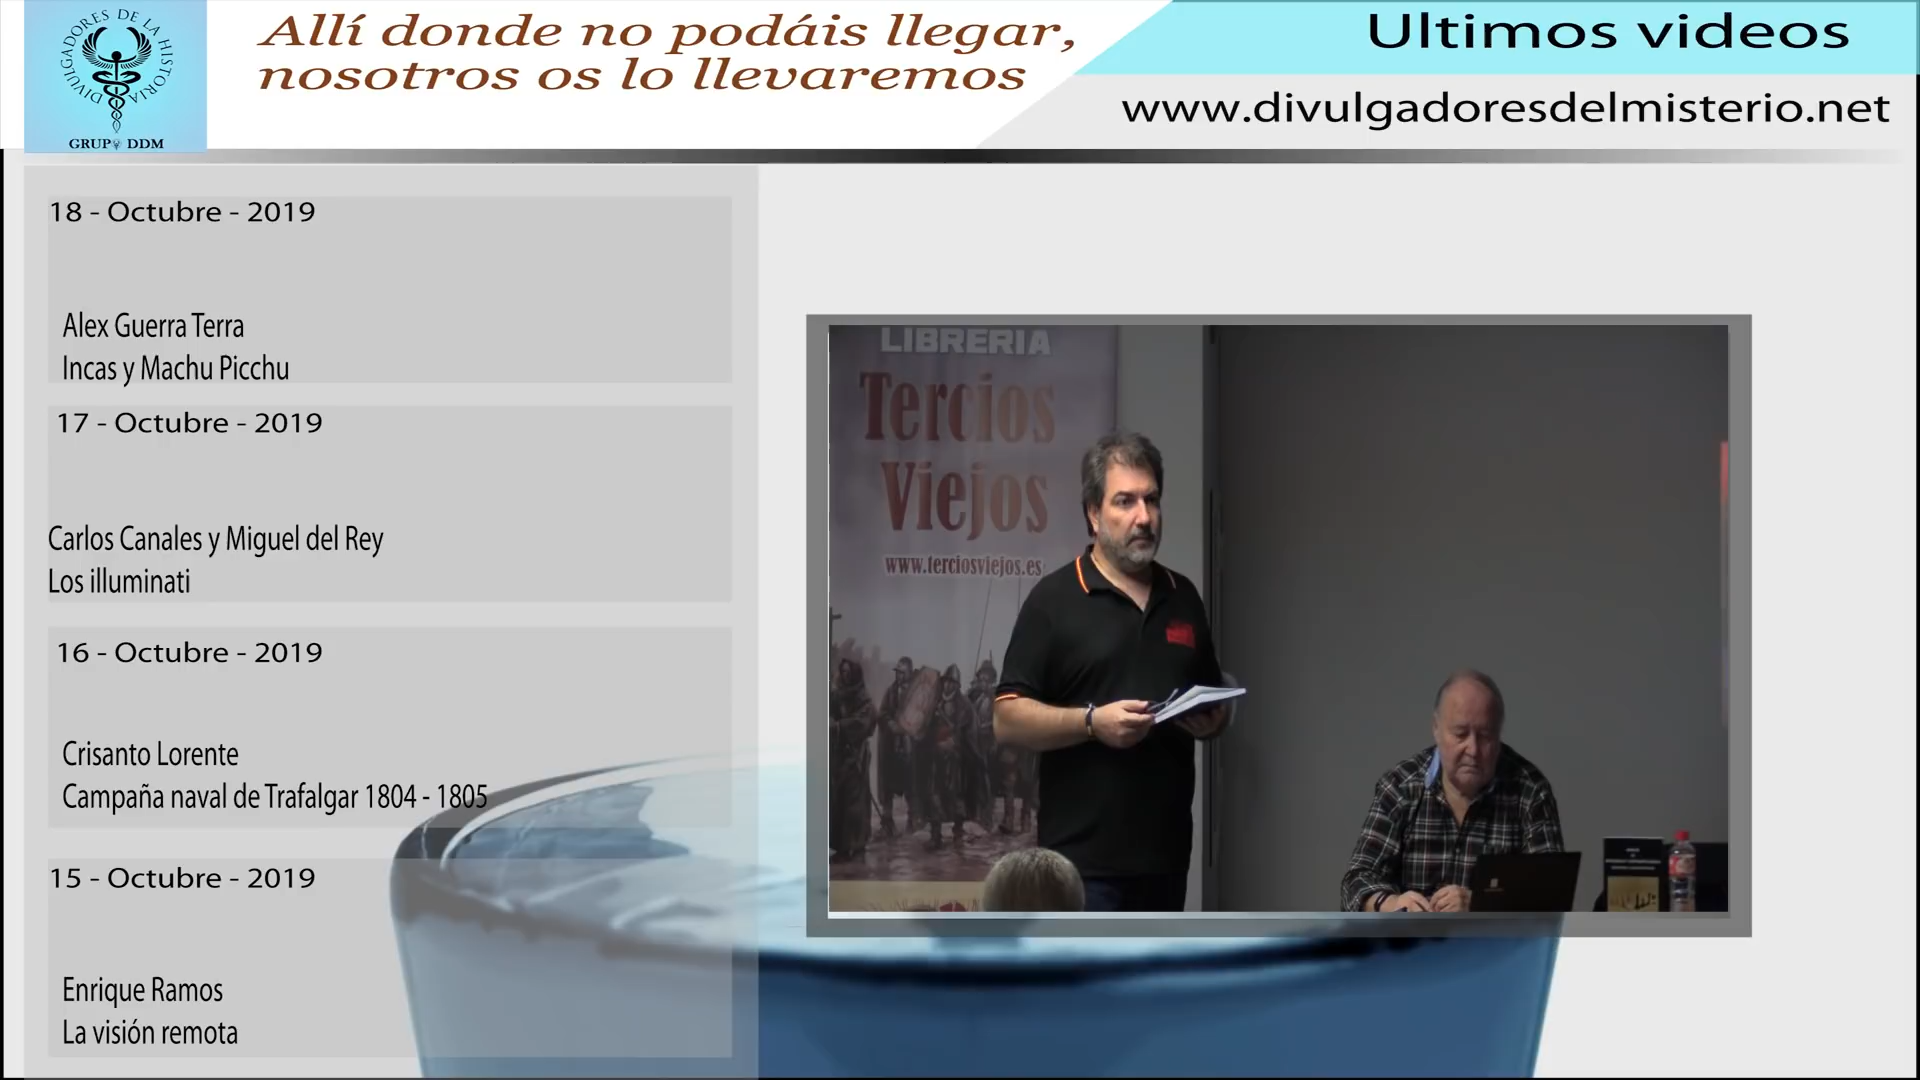 DIVULGADORES DE LA HISTORIA
GRUPO DDM
Allí donde no podáis llegar,
nosotros os lo llevaremos
Ultimos videos
www.divulgadoresdelmisterio.net
18 - Octubre - 2019
Alex Guerra Terra
Incas y Machu Picchu
17 - Octubre - 2019
Carlos Canales y Miguel del Rey
Los illuminati
16 - Octubre - 2019
Crisanto Lorente
Campaña naval de Trafalgar 1804 - 1805
15 - Octubre - 2019
Enrique Ramos
La visión remota
LIBRERIA
Tercios
Viejos
www.terciosviejos.es